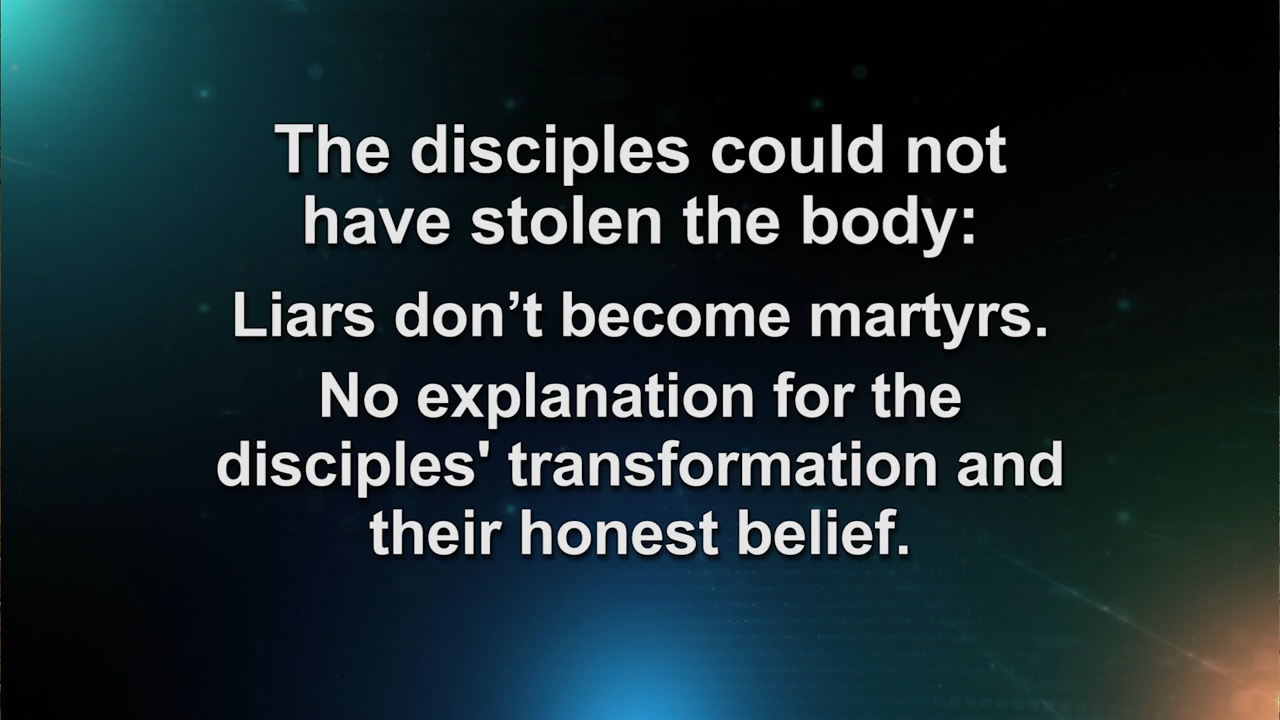 The disciples could not
have stolen the body:
Liars don’t become martyrs.
No explanation for the
disciples' transformation and
their honest belief.